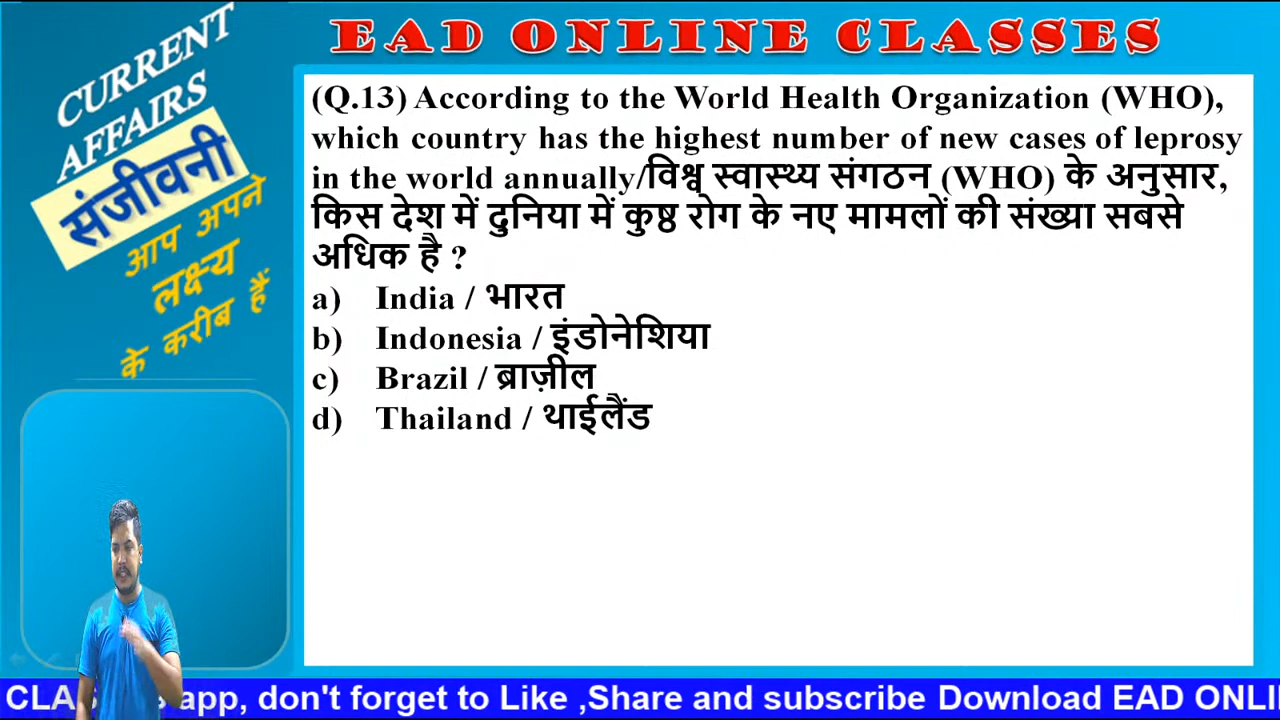 EAD ONLINE CLASSES
CURRENT
AFFAIRS
संजीवनी
आप अपने
लक्ष्य
के करीब हैं
(Q.13) According to the World Health Organization (WHO),
which country has the highest number of new cases of leprosy
in the world annually/विश्व स्वास्थ्य संगठन (WHO) के अनुसार,
किस देश में दुनिया में कुष्ठ रोग के नए मामलों की संख्या सबसे
अधिक है ?
a) India / भारत
b) Indonesia / इंडोनेशिया
c) Brazil / ब्राज़ील
d) Thailand / थाईलैंड
app, don't forget to Like ,Share and subscribe Download EAD